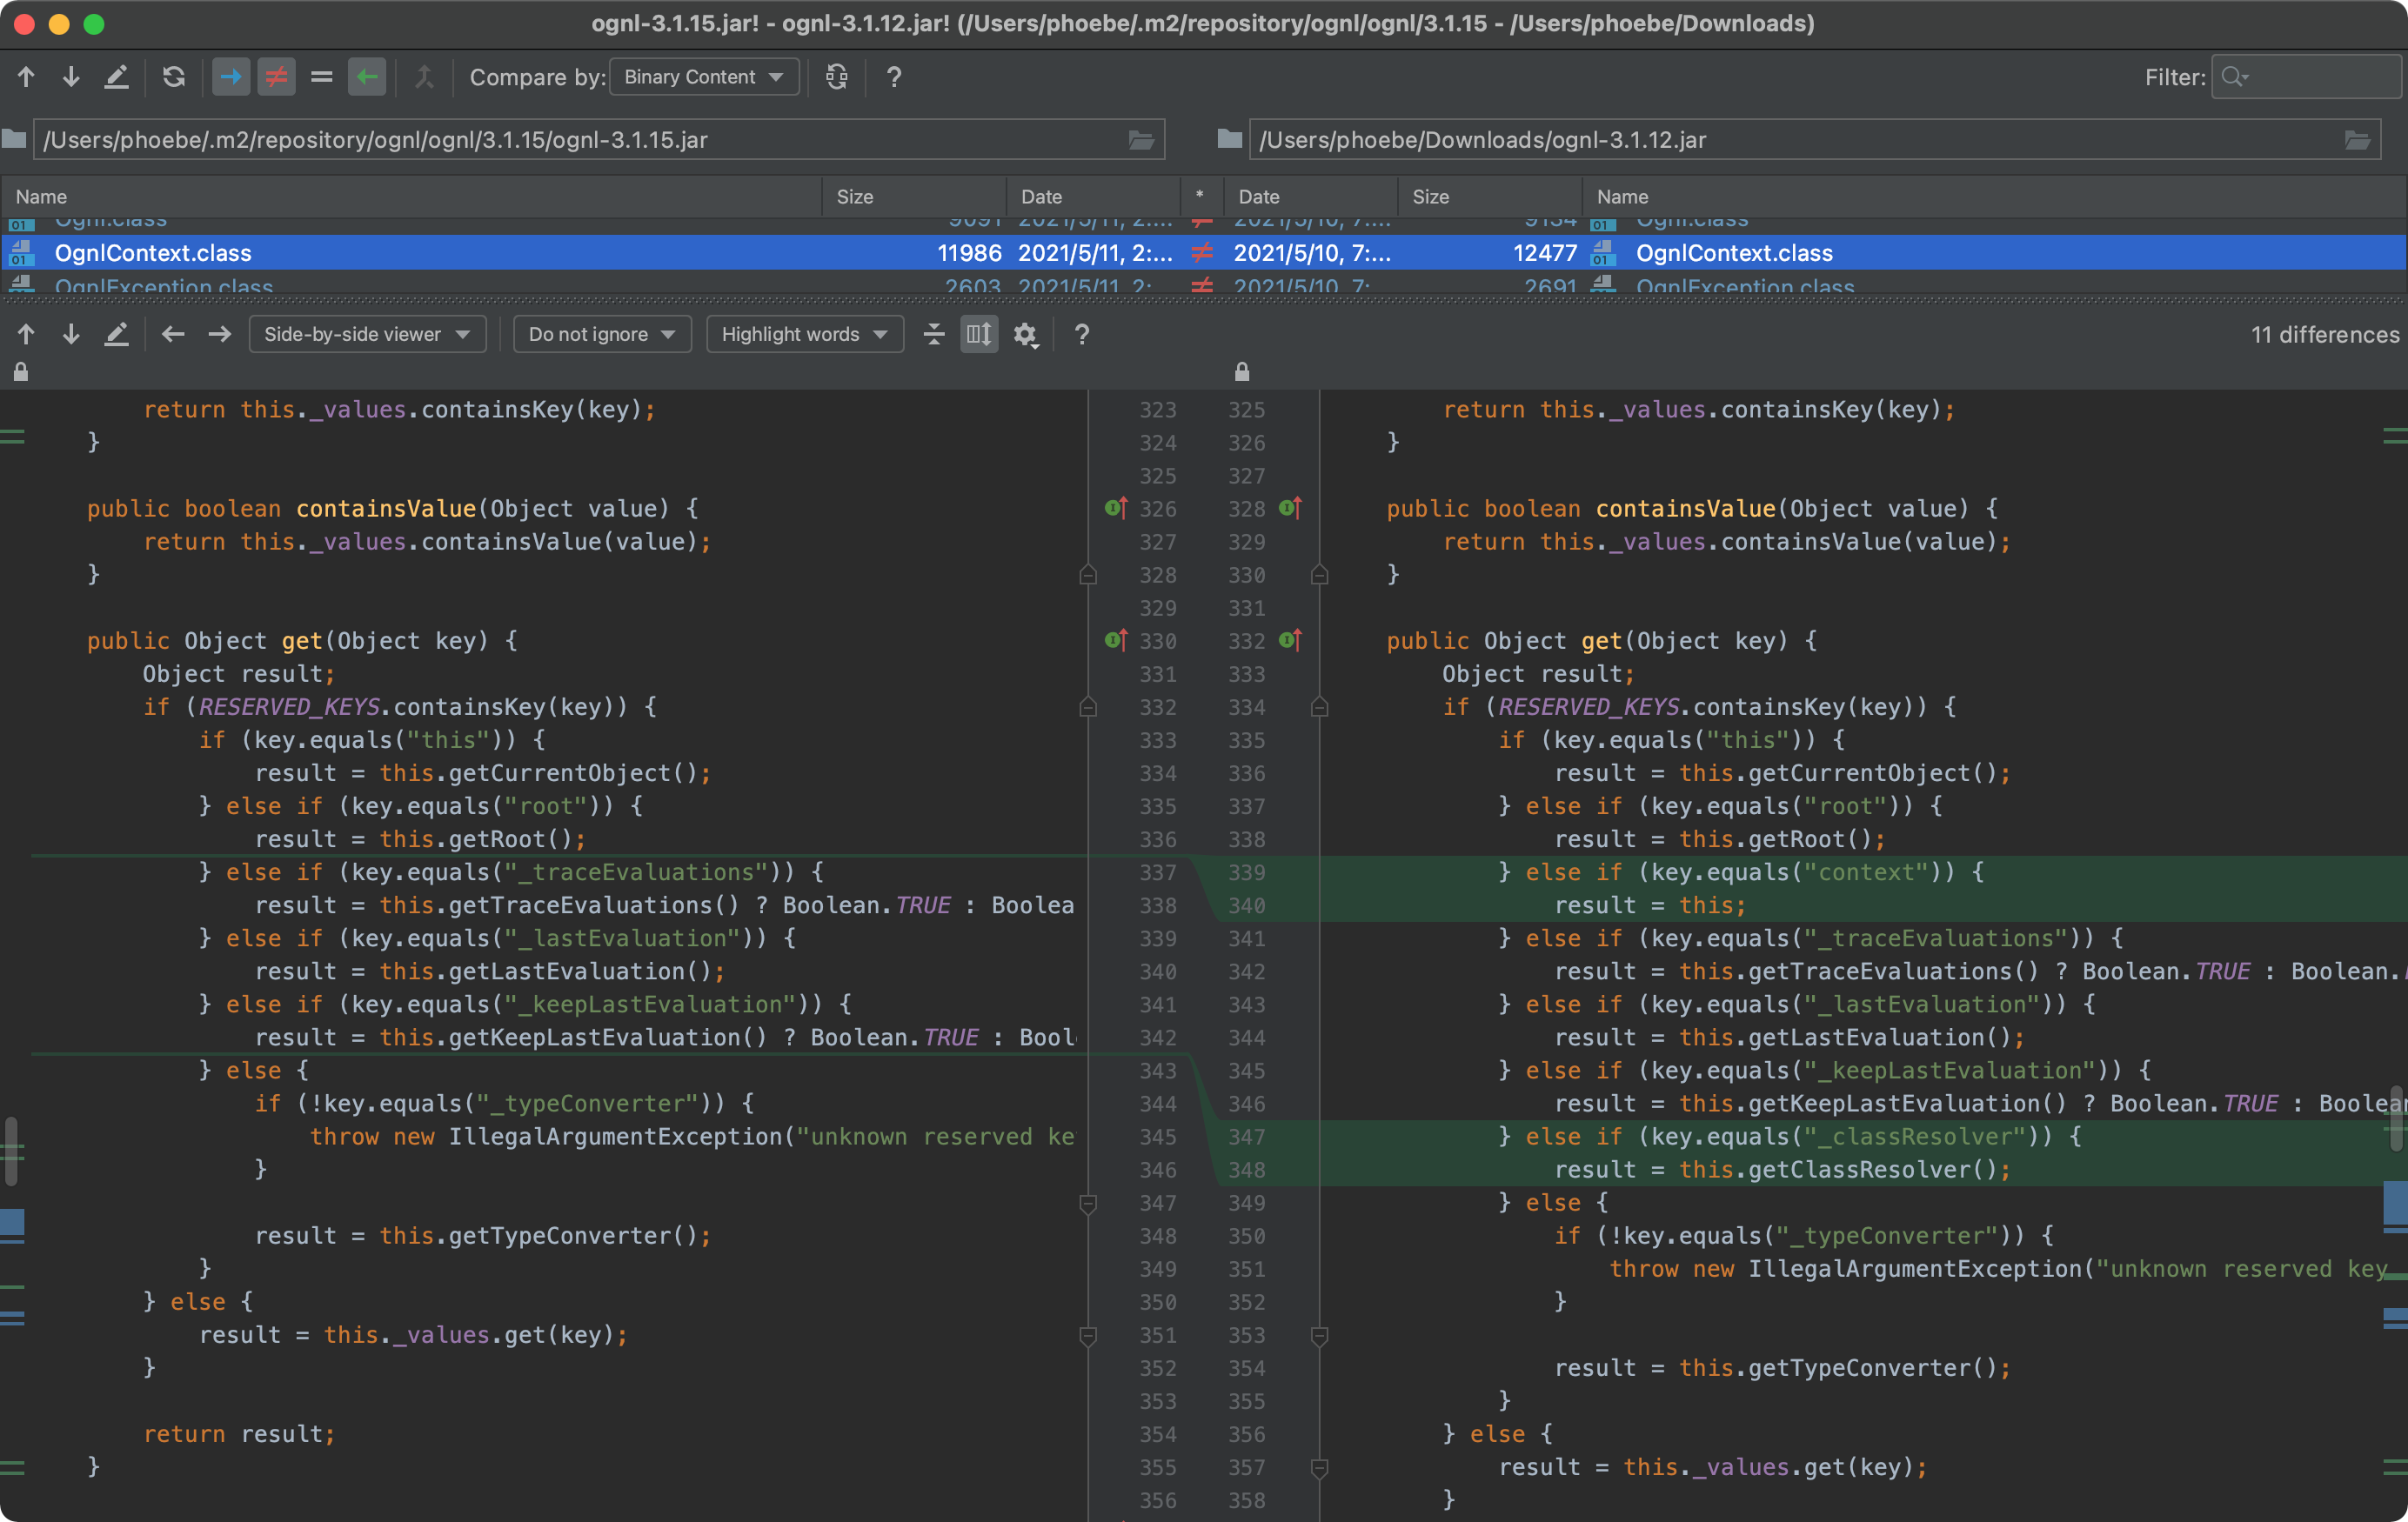 ognl-3.1.15.jar! - ognl-3.1.12.jar! (/Users/phoebe/.m2/repository/ognl/ognl/3.1.15 - /Users/phoebe/Downloads)
Compare by: Binary Content
Filter:
/Users/phoebe/.m2/repository/ognl/ognl/3.1.15/ognl-3.1.15.jar
/Users/phoebe/Downloads/ognl-3.1.12.jar
Name Size Date * Date Size Name
Ognl.class 9091 2021/5/11, 2:... 2021/5/10, 7:... 9134 Ognl.class
OgnlContext.class 11986 2021/5/11, 2:... 2021/5/10, 7:... 12477 OgnlContext.class
OgnlException.class 2603 2021/5/11, 2: 2021/5/10, 7: 2691 OgnlException.class
Side-by-side viewer Do not ignore Highlight words ? 11 differences
return this._values.containsKey(key); 323 325 return this._values.containsKey(key);
} 324 326 }
325 327
public boolean containsValue(Object value) { 326 328 public boolean containsValue(Object value) {
return this._values.containsValue(value); 327 329 return this._values.containsValue(value);
} 328 330 }
329 331
public Object get(Object key) { 330 332 public Object get(Object key) {
Object result; 331 333 Object result;
if (RESERVED_KEYS.containsKey(key)) { 332 334 if (RESERVED_KEYS.containsKey(key)) {
if (key.equals("this")) { 333 335 if (key.equals("this")) {
result = this.getCurrentObject(); 334 336 result = this.getCurrentObject();
} else if (key.equals("root")) { 335 337 } else if (key.equals("root")) {
result = this.getRoot(); 336 338 result = this.getRoot();
} else if (key.equals("_traceEvaluations")) { 337 339 } else if (key.equals("context")) {
result = this.getTraceEvaluations() ? Boolean.TRUE : Boolea 338 340 result = this;
} else if (key.equals("_lastEvaluation")) { 339 341 } else if (key.equals("_traceEvaluations")) {
result = this.getLastEvaluation(); 340 342 result = this.getTraceEvaluations() ? Boolean.TRUE : Boolean.
} else if (key.equals("_keepLastEvaluation")) { 341 343 } else if (key.equals("_lastEvaluation")) {
result = this.getKeepLastEvaluation() ? Boolean.TRUE : Bool 342 344 result = this.getLastEvaluation();
} else { 343 345 } else if (key.equals("_keepLastEvaluation")) {
if (!key.equals("_typeConverter")) { 344 346 result = this.getKeepLastEvaluation() ? Boolean.TRUE : Boolea
throw new IllegalArgumentException("unknown reserved ke 345 347 } else if (key.equals("_classResolver")) {
} 346 348 result = this.getClassResolver();
347 349 } else {
result = this.getTypeConverter(); 348 350 if (!key.equals("_typeConverter")) {
} 349 351 throw new IllegalArgumentException("unknown reserved key
} else { 350 352 }
result = this._values.get(key); 351 353
} 352 354 result = this.getTypeConverter();
353 355 }
return result; 354 356 } else {
} 355 357 result = this._values.get(key);
356 358 }